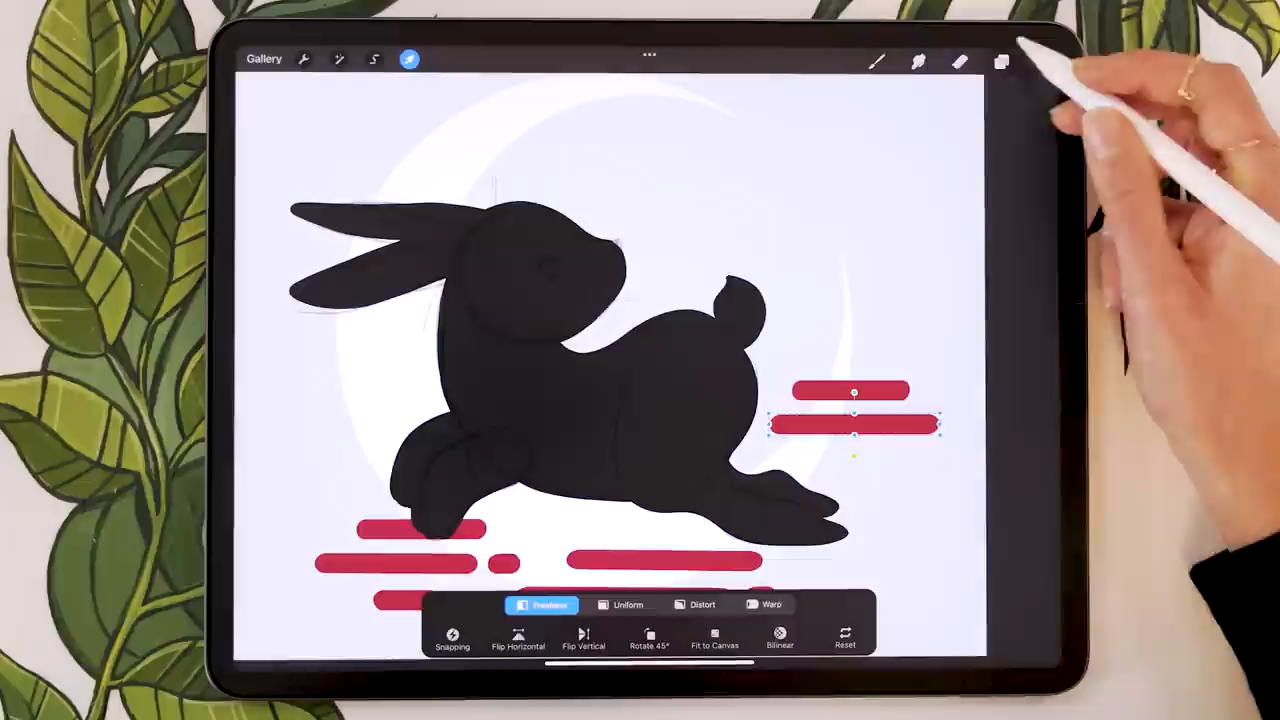 Gallery
Freeform Uniform Distort Warp
Snapping Flip Horizontal Flip Vertical Rotate 45° Fit to Canvas Bilinear Reset